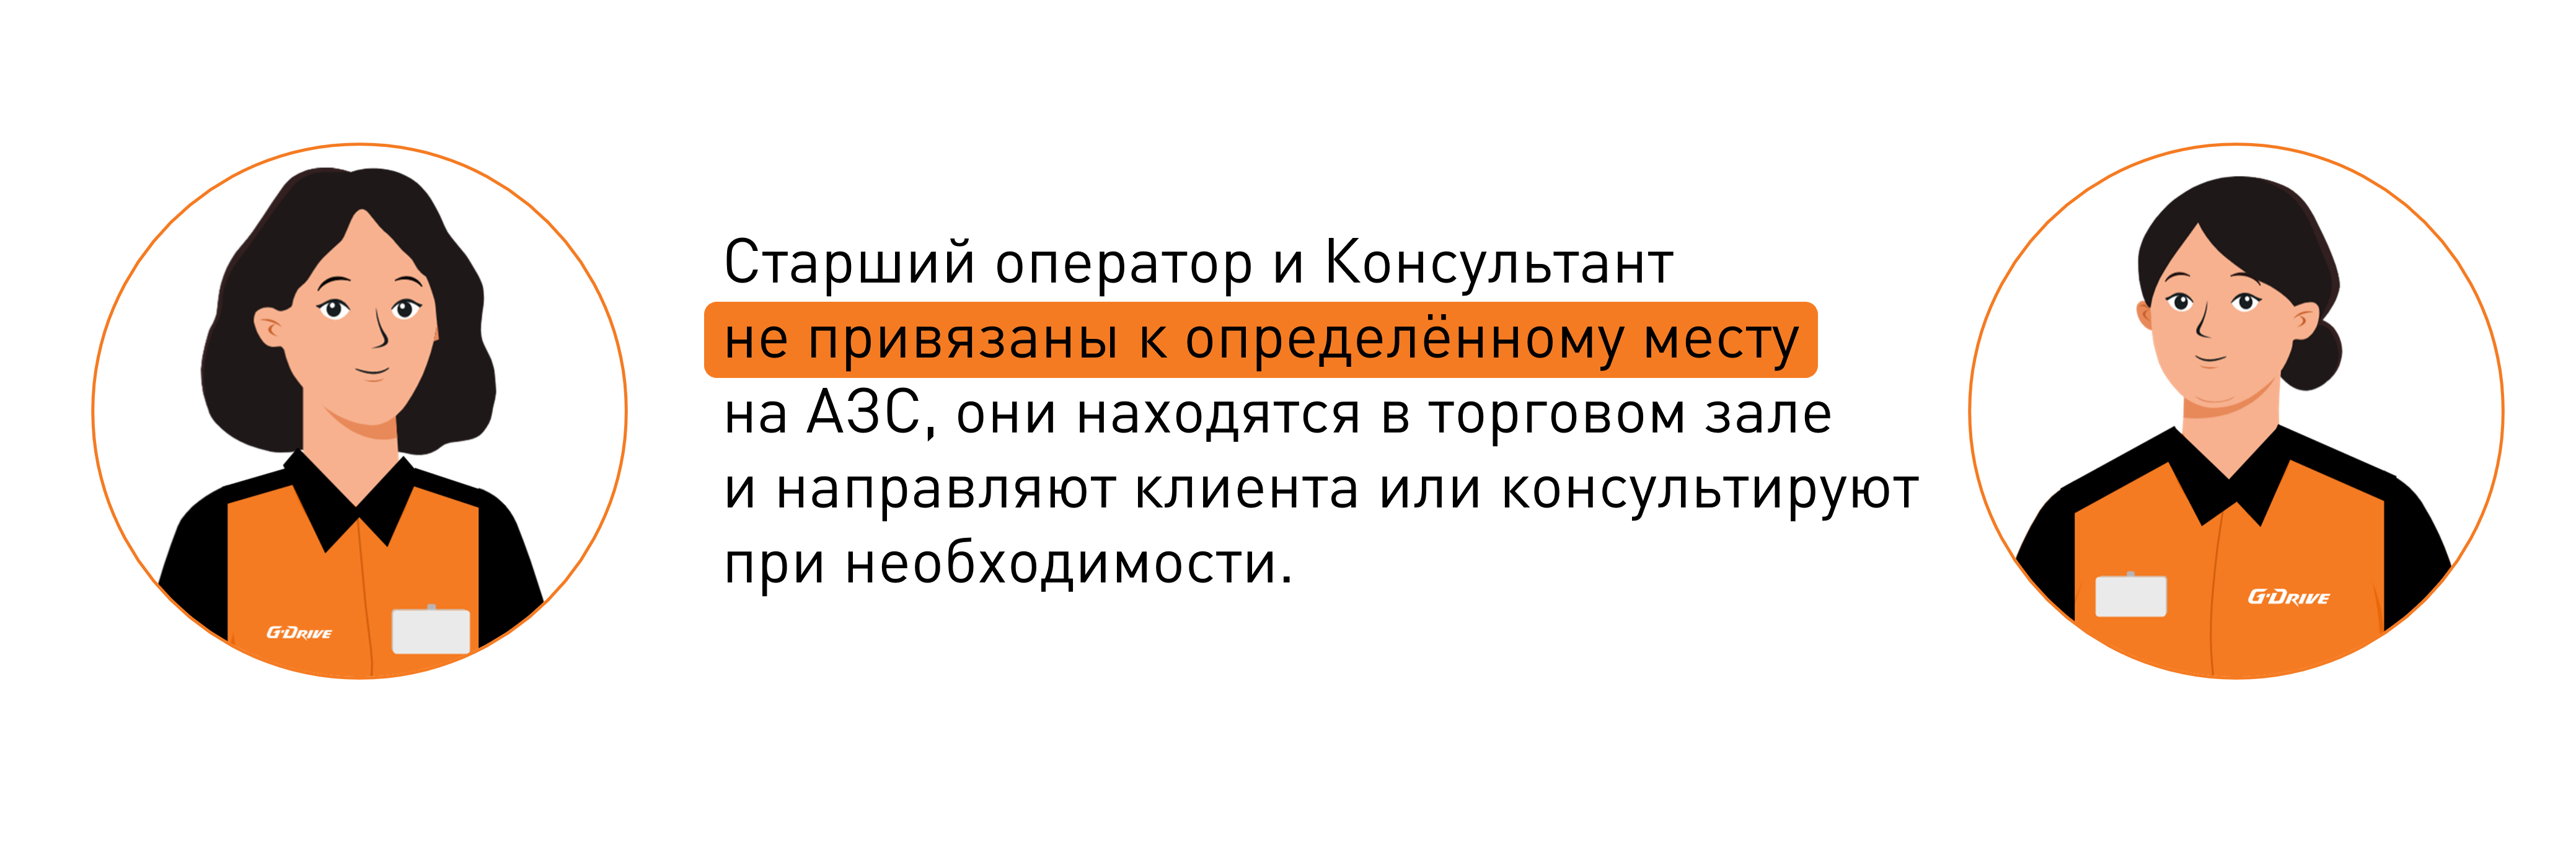 Старший оператор и Консультант
не привязаны к определённому месту
на АЗС, они находятся в торговом зале
и направляют клиента или консультируют
при необходимости.
G-DRIVE
G-DRIVE